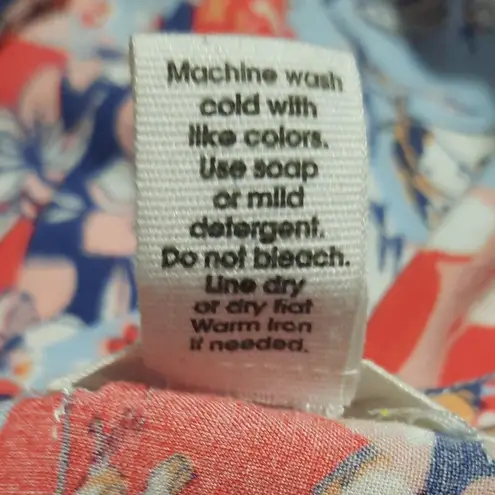 Machine wash
cold with
like colors.
Use soap
or mild
detergent.
Do not bleach.
Line dry
or dry flat
Warm iron
if needed.